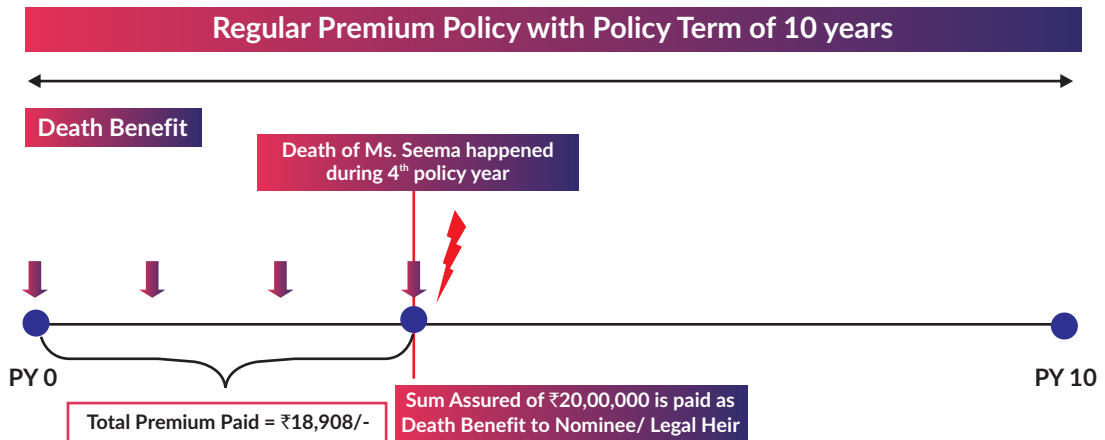 Regular Premium Policy with Policy Term of 10 years
Death Benefit
Death of Ms. Seema happened
during 4th policy year
PY 0
PY 10
Total Premium Paid = ₹18,908/-
Sum Assured of ₹20,00,000 is paid as
Death Benefit to Nominee/ Legal Heir